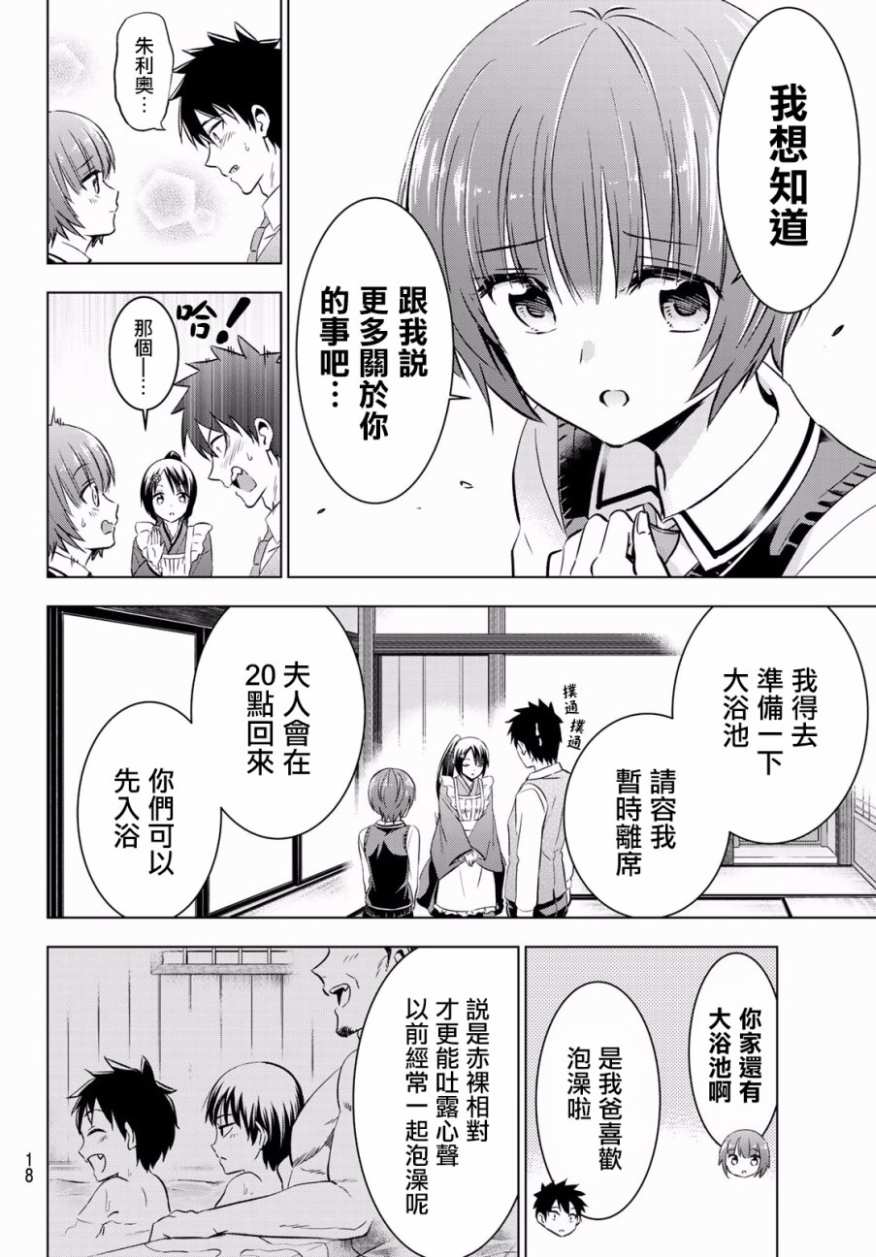 我想知道
跟我說
更多關於你
的事吧…
朱利奧…
哈！
那個——…
我得去
準備一下
大浴池
請容我
暫時離席
撲通撲通
夫人會在
20點回來
你們可以
先入浴
你家還有
大浴池啊
是我爸喜歡
泡澡啦
說是赤裸相對
才更能吐露心聲
以前經常一起泡澡呢
18